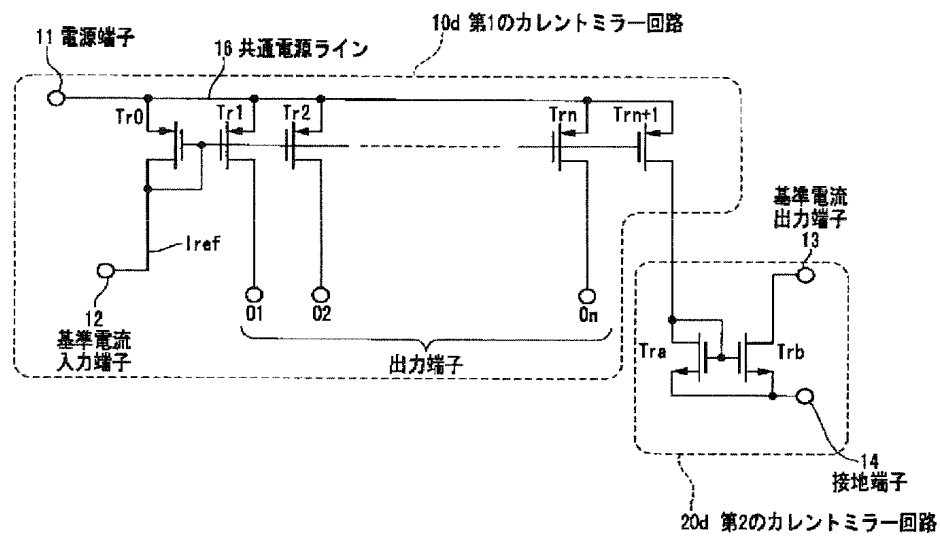 10d 第1のカレントミラー回路
11 電源端子
16 共通電源ライン
Tr0
Tr1
Tr2
Trn
Trn+1
Iref
12
基準電流
入力端子
O1
O2
On
出力端子
基準電流
出力端子
13
Tra
Trb
14
接地端子
20d 第2のカレントミラー回路